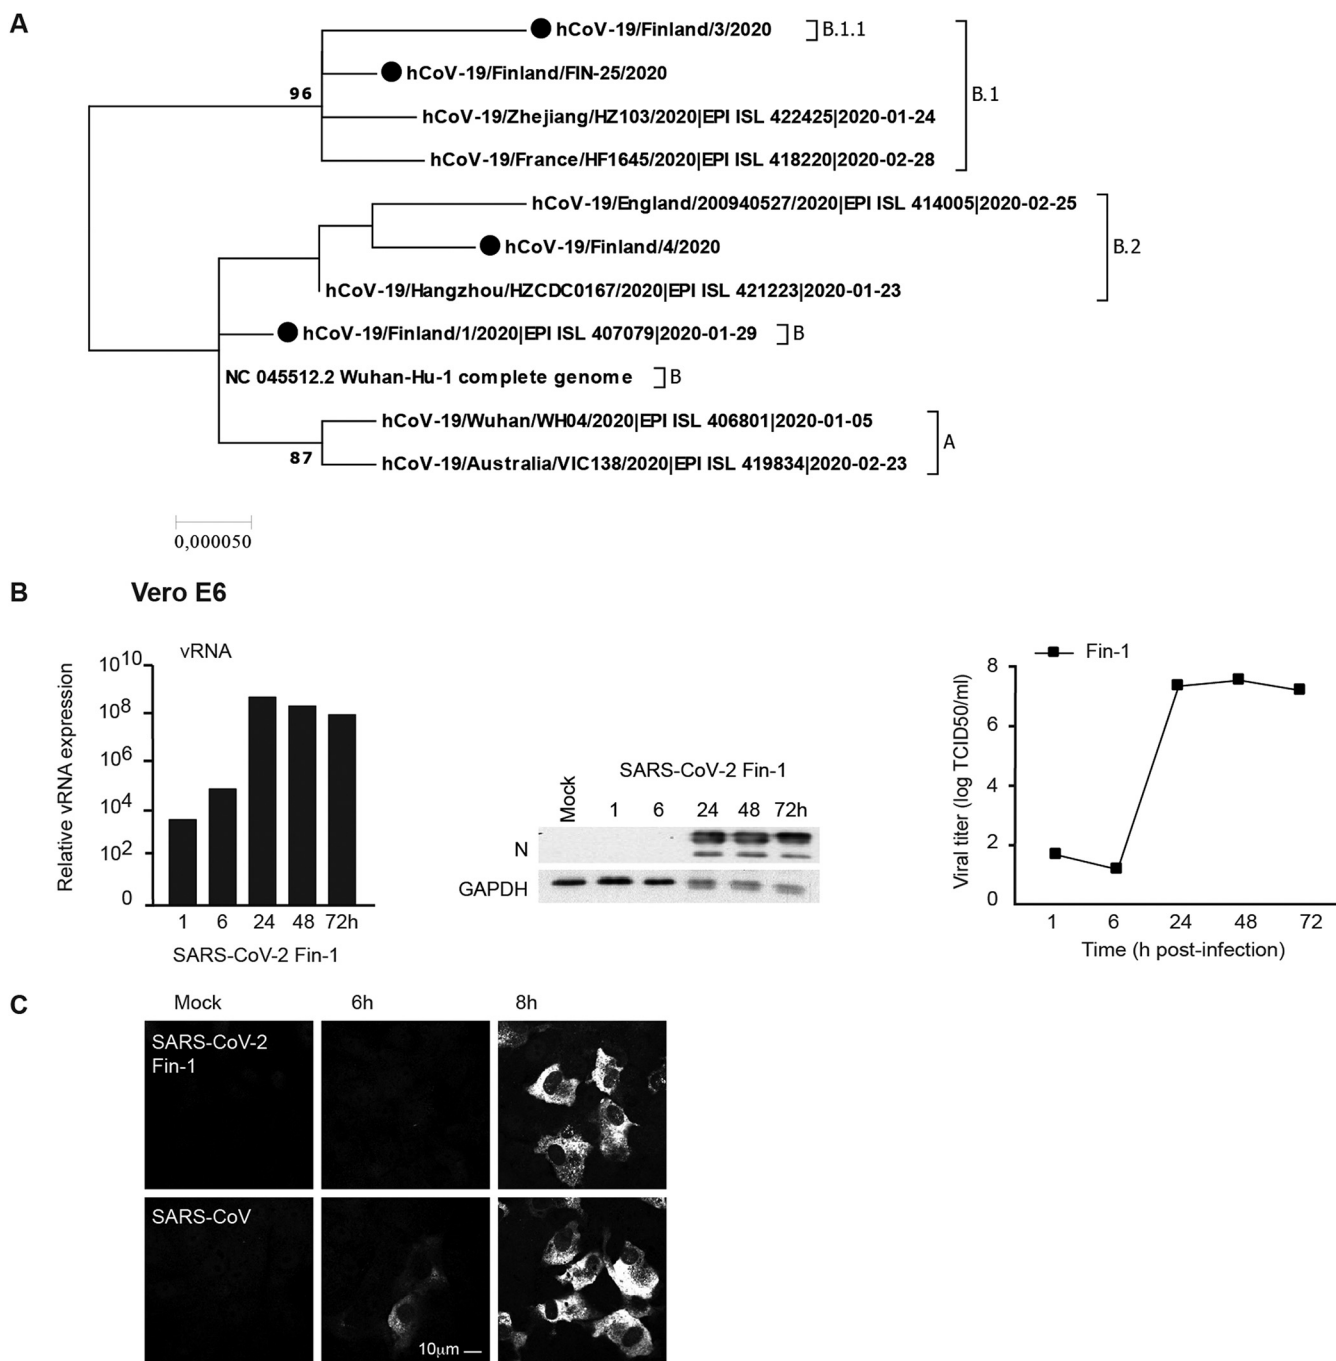 A
hCoV-19/Finland/3/2020
B.1.1
hCoV-19/Finland/FIN-25/2020
96
B.1
hCoV-19/Zhejiang/HZ103/2020|EPI ISL 422425|2020-01-24
hCoV-19/France/HF1645/2020|EPI ISL 418220|2020-02-28
hCoV-19/England/200940527/2020|EPI ISL 414005|2020-02-25
hCoV-19/Finland/4/2020
B.2
hCoV-19/Hangzhou/HZCDC0167/2020|EPI ISL 421223|2020-01-23
hCoV-19/Finland/1/2020|EPI ISL 407079|2020-01-29
B
NC 045512.2 Wuhan-Hu-1 complete genome
B
hCoV-19/Wuhan/WH04/2020|EPI ISL 406801|2020-01-05
A
87
hCoV-19/Australia/VIC138/2020|EPI ISL 419834|2020-02-23
0,000050
B
Vero E6
vRNA
Relative vRNA expression
10^10
10^8
10^6
10^4
10^2
0
1 6 24 48 72h
SARS-CoV-2 Fin-1
SARS-CoV-2 Fin-1
Mock 1 6 24 48 72h
N
GAPDH
Fin-1
Viral titer (log TCID50/ml)
8
6
4
2
0
1 6 24 48 72
Time (h post-infection)
C
Mock 6h 8h
SARS-CoV-2
Fin-1
SARS-CoV
10µm